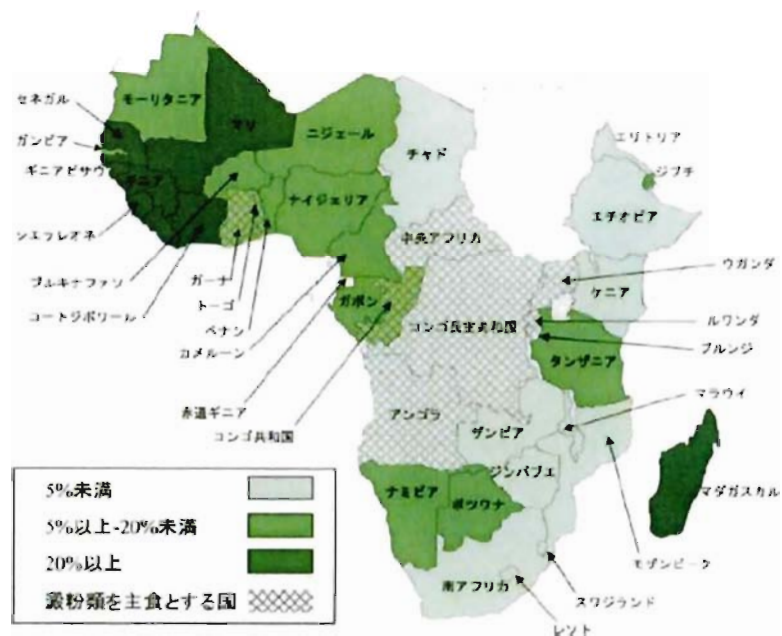 モーリタニア
マリ
ニジェール
チャド
セネガル
ガンビア
ギニアビサウ
ギニア
シエラレオネ
ナイジェリア
中央アフリカ
エリトリア
ジブチ
エチオピア
ウガンダ
ケニア
ブルキナファソ
コートジボワール
ガーナ
トーゴ
ベナン
カメルーン
赤道ギニア
コンゴ共和国
ガボン
コンゴ民主共和国
ルワンダ
ブルンジ
タンザニア
マラウイ
アンゴラ
ザンビア
ジンバブエ
ナミビア
ボツワナ
マダガスカル
モザンビーク
南アフリカ
スワジランド
レソト
5%未満
5%以上-20%未満
20%以上
澱粉類を主食とする国